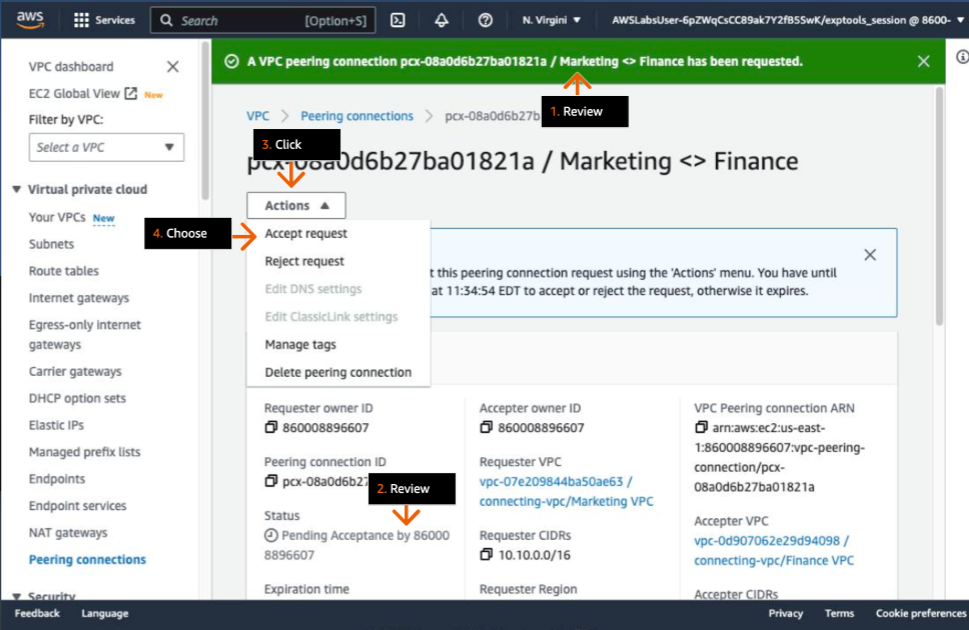 aws
Services
Search
[Option+S]
N. Virgini
AWSLabsUser-6pZWqCsCC89ak7Y2fB5SwK/exptools_session @ 8600-
VPC dashboard
EC2 Global View New
Filter by VPC:
Select a VPC
Virtual private cloud
Your VPCs New
Subnets
Route tables
Internet gateways
Egress-only internet
gateways
Carrier gateways
DHCP option sets
Elastic IPs
Managed prefix lists
Endpoints
Endpoint services
NAT gateways
Peering connections
Security
A VPC peering connection pcx-08a0d6b27ba01821a / Marketing <> Finance has been requested.
1. Review
VPC > Peering connections > pcx-08a0d6b27b
3. Click
pcx-08a0d6b27ba01821a / Marketing <> Finance
Actions
4. Choose
Accept request
Reject request
Edit DNS settings
Edit ClassicLink settings
Manage tags
Delete peering connection
t this peering connection request using the 'Actions' menu. You have until
at 11:34:54 EDT to accept or reject the request, otherwise it expires.
Requester owner ID
860008896607
Peering connection ID
pcx-08a0d6b27
2. Review
Status
Pending Acceptance by 86000
8896607
Expiration time
Accepter owner ID
860008896607
Requester VPC
vpc-07e209844ba50ae63 /
connecting-vpc/Marketing VPC
Requester CIDRs
10.10.0.0/16
Requester Region
VPC Peering connection ARN
arn:aws:ec2:us-east-
1:860008896607:vpc-peering-
connection/pcx-
08a0d6b27ba01821a
Accepter VPC
vpc-0d907062e29d94098 /
connecting-vpc/Finance VPC
Accepter CIDRs
Feedback
Language
Privacy
Terms
Cookie preferences